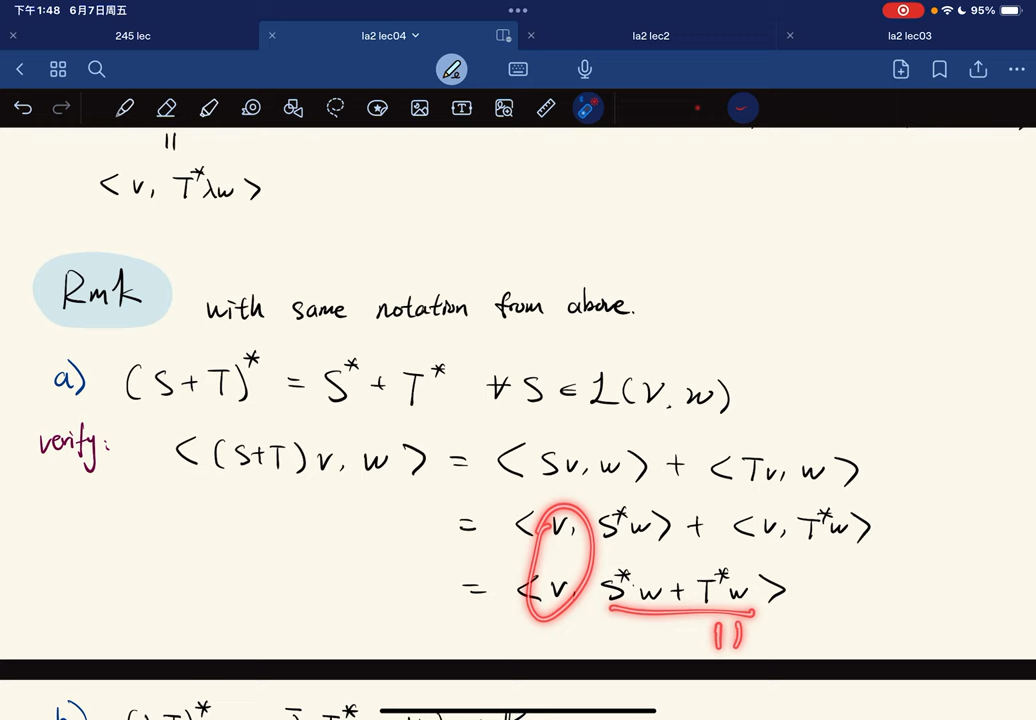 下午1:48 6月7日周五
95%
245 lec
la2 lec04
la2 lec2
la2 lec03
||
< v, T*λw >
Rmk with same notation from above.
a) (S+T)* = S* + T* ∀ S ∈ L(V, W)
verify: < (S+T)v, w > = < Sv, w > + < Tv, w >
= < v, S*w > + < v, T*w >
= < v, S*w + T*w >
||